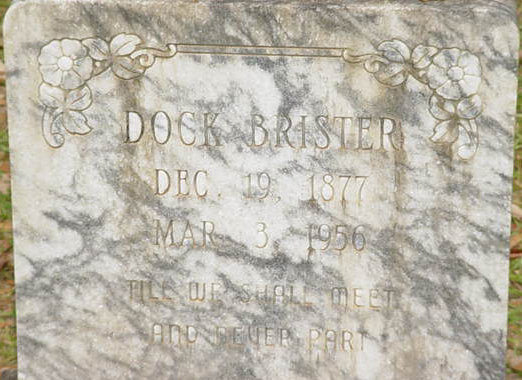 DOCK BRISTER
DEC. 19, 1877
MAR. 3, 1956
TILL WE SHALL MEET
AND NEVER PART